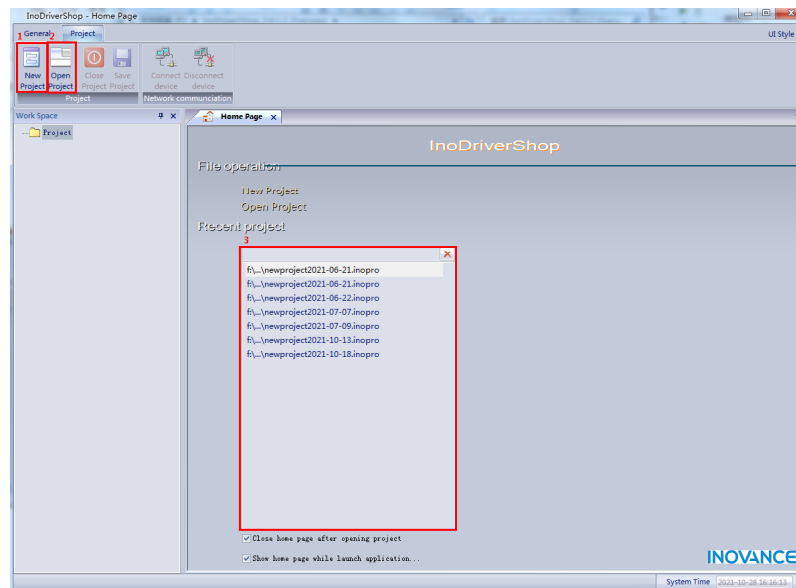 InoDriverShop - Home Page
1 General 2 Project UI Style
New Project
Open Project
Close Project
Save Project
Connect device
Disconnect device
Project
Network communciation
Work Space
Home Page
Project
InoDriverShop
File operation
New Project
Open Project
Recent project
3
f:\...\newproject2021-06-21.inopro
f:\...\newproject2021-06-21.inopro
f:\...\newproject2021-06-22.inopro
f:\...\newproject2021-07-07.inopro
f:\...\newproject2021-07-09.inopro
f:\...\newproject2021-10-13.inopro
f:\...\newproject2021-10-18.inopro
Close home page after opening project
Show home page while launch application...
INOVANCE
System Time 2021-10-28 16:16:13